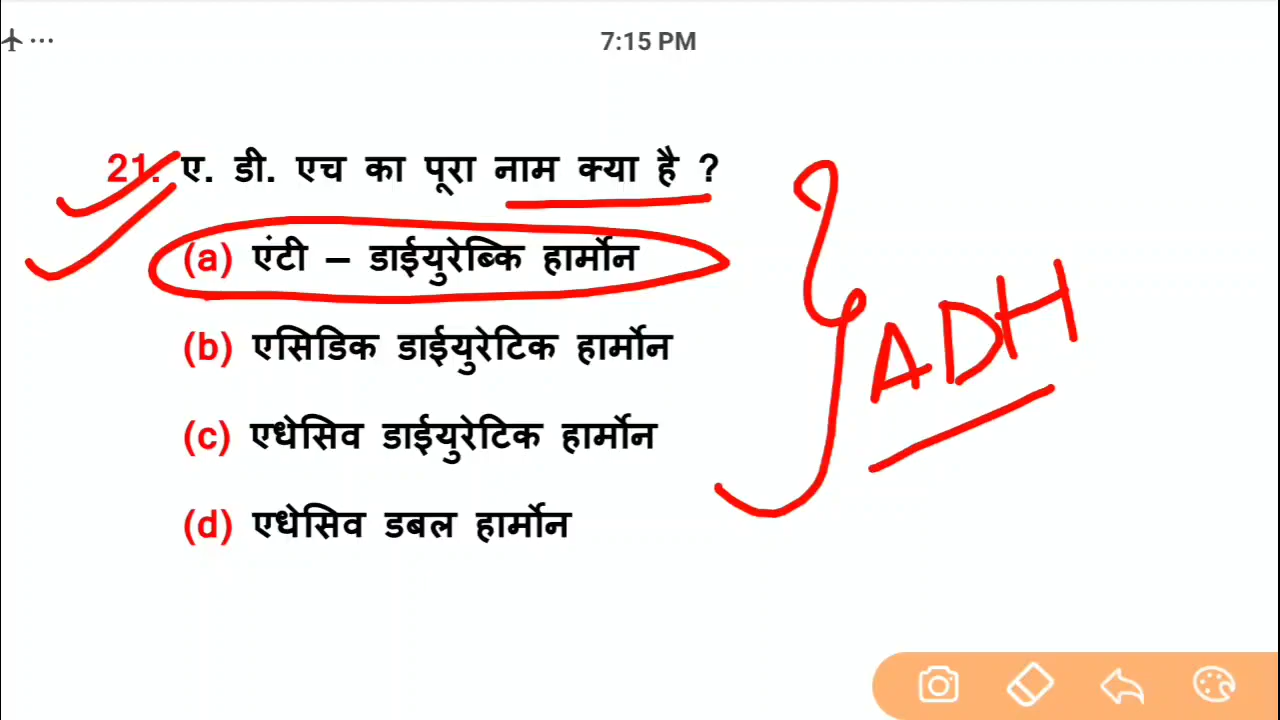 7:15 PM
21. ए. डी. एच का पूरा नाम क्या है ?
(a) एंटी – डाईयुरेब्कि हार्मोन
(b) एसिडिक डाईयुरेटिक हार्मोन
(c) एधेसिव डाईयुरेटिक हार्मोन
(d) एधेसिव डबल हार्मोन
ADH